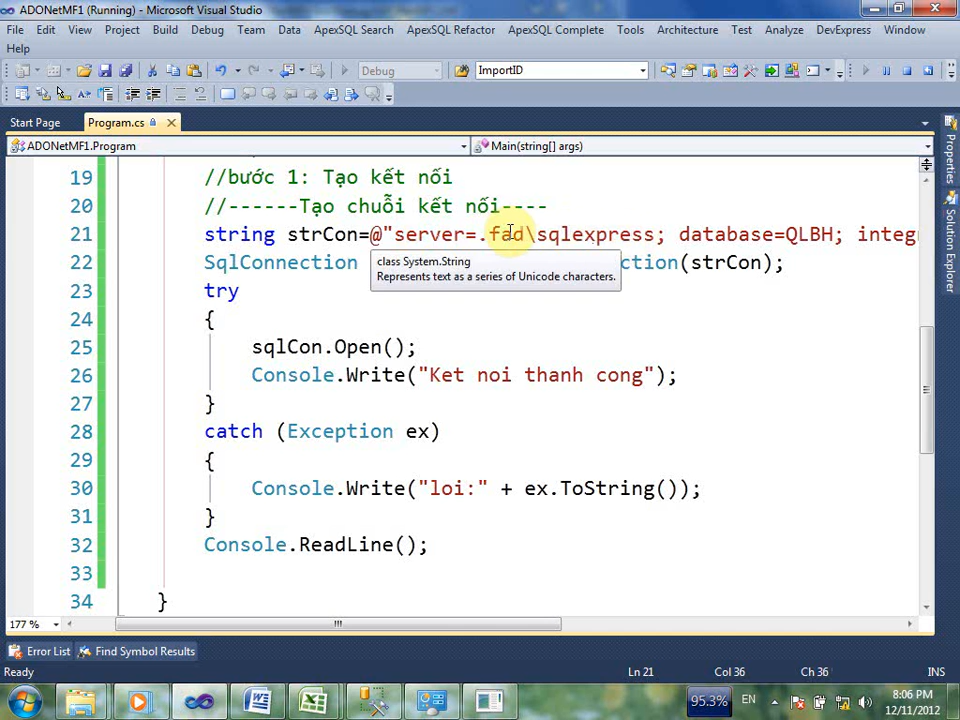 ADONetMF1 (Running) - Microsoft Visual Studio
File Edit View Project Build Debug Team Data ApexSQL Search ApexSQL Refactor ApexSQL Complete Tools Architecture Test Analyze DevExpress Window
Help
Debug ImportID
Start Page Program.cs
ADONetMF1.Program Main(string[] args)
19 //bước 1: Tạo kết nối
20 //------Tạo chuỗi kết nối----
21 string strCon=@"server=.fad\sqlexpress; database=QLBH; integr
22 SqlConnection ction(strCon);
class System.String
Represents text as a series of Unicode characters.
23 try
24 {
25 sqlCon.Open();
26 Console.Write("Ket noi thanh cong");
27 }
28 catch (Exception ex)
29 {
30 Console.Write("loi:" + ex.ToString());
31 }
32 Console.ReadLine();
33
34 }
177 %
Error List Find Symbol Results
Ready Ln 21 Col 36 Ch 36 INS
Properties
Solution Explorer
95.3% EN 8:06 PM
12/11/2012